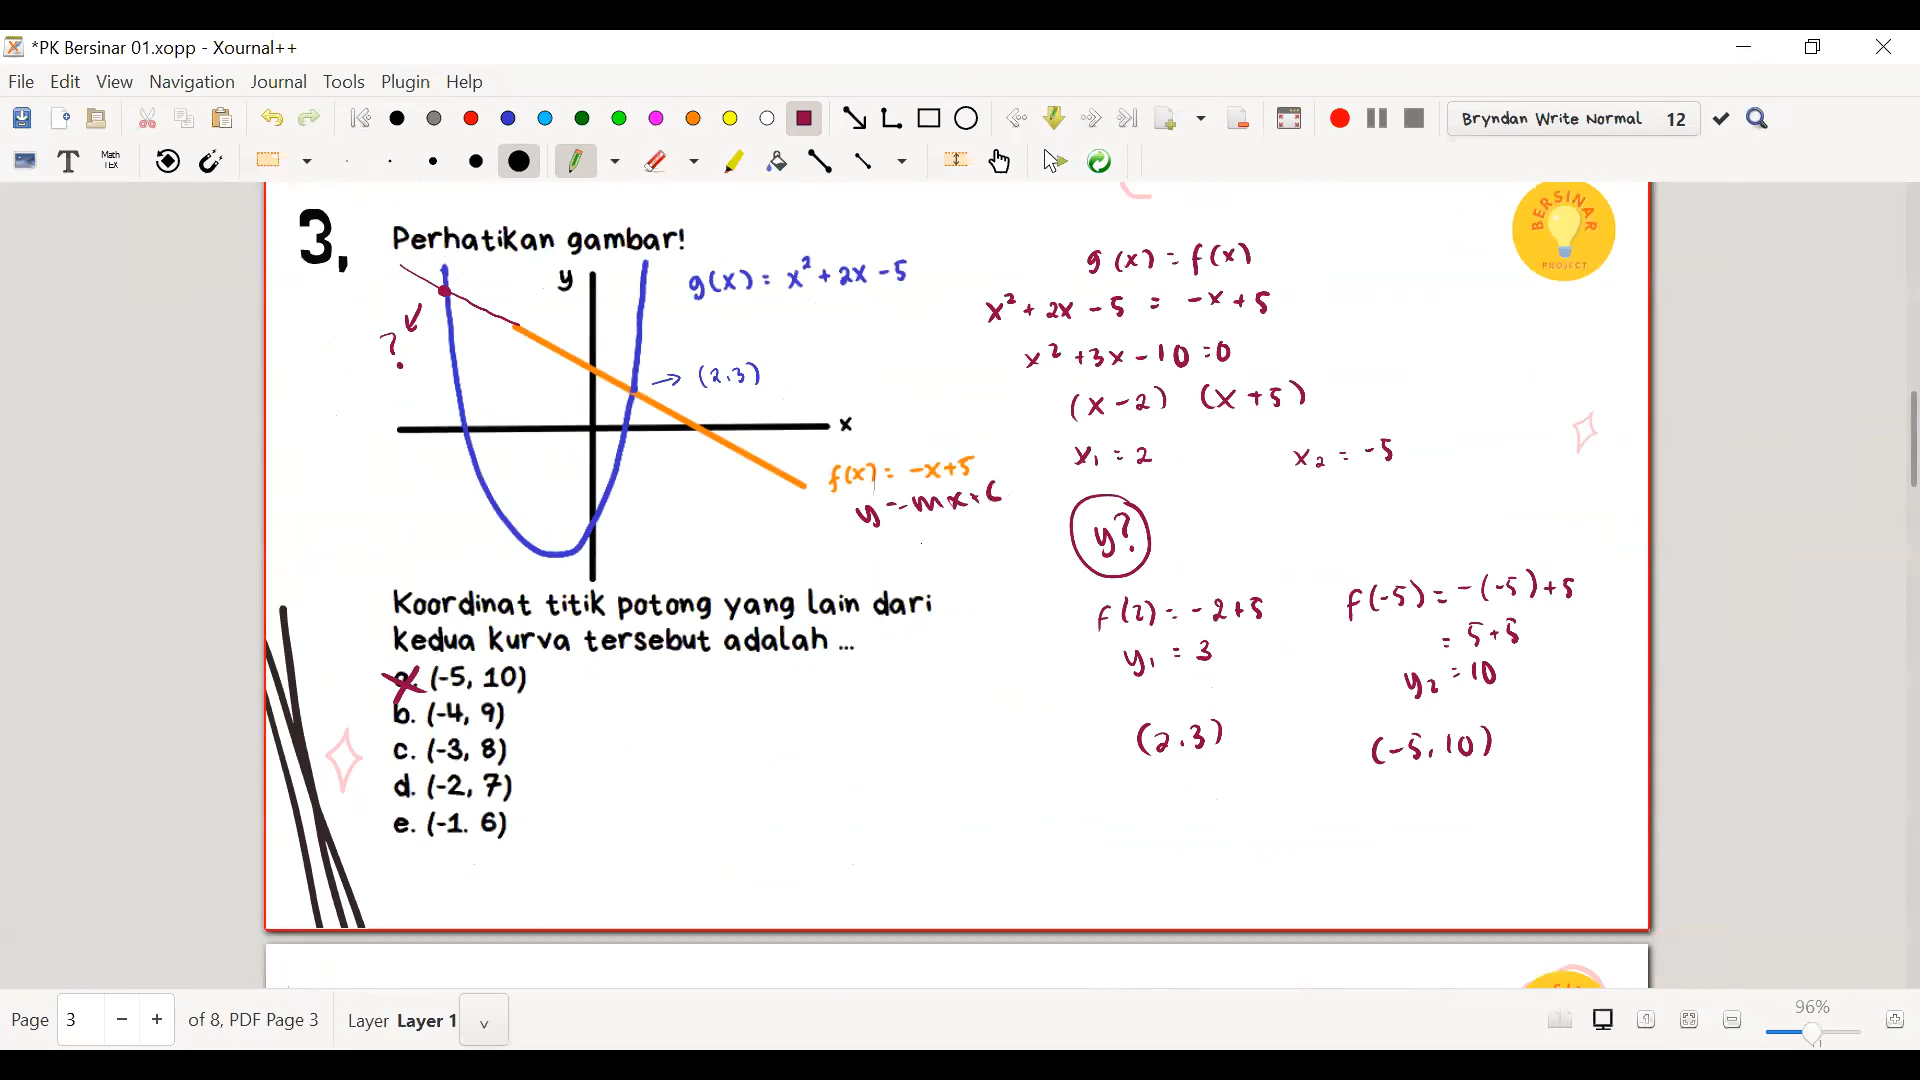 *PK Bersinar 01.xopp - Xournal++
File Edit View Navigation Journal Tools Plugin Help
Bryndan Write Normal 12
T Math TEX
3,
Perhatikan gambar!
y
g(x) = x² + 2x - 5
?
→ (2,3)
x
f(x) = -x+5
y = mx+c
Koordinat titik potong yang lain dari
kedua kurva tersebut adalah ...
a. (-5, 10)
b. (-4, 9)
c. (-3, 8)
d. (-2, 7)
e. (-1. 6)
g(x) = f(x)
x² + 2x - 5 = -x + 5
x² + 3x - 10 = 0
(x - 2) (x + 5)
x₁ = 2 x₂ = -5
y?
f(2) = -2+5
y₁ = 3
(2,3)
f(-5) = -(-5)+5
= 5+5
y₂ = 10
(-5, 10)
BERSINAR
PROJECT
Page 3 of 8, PDF Page 3 Layer Layer 1
96%